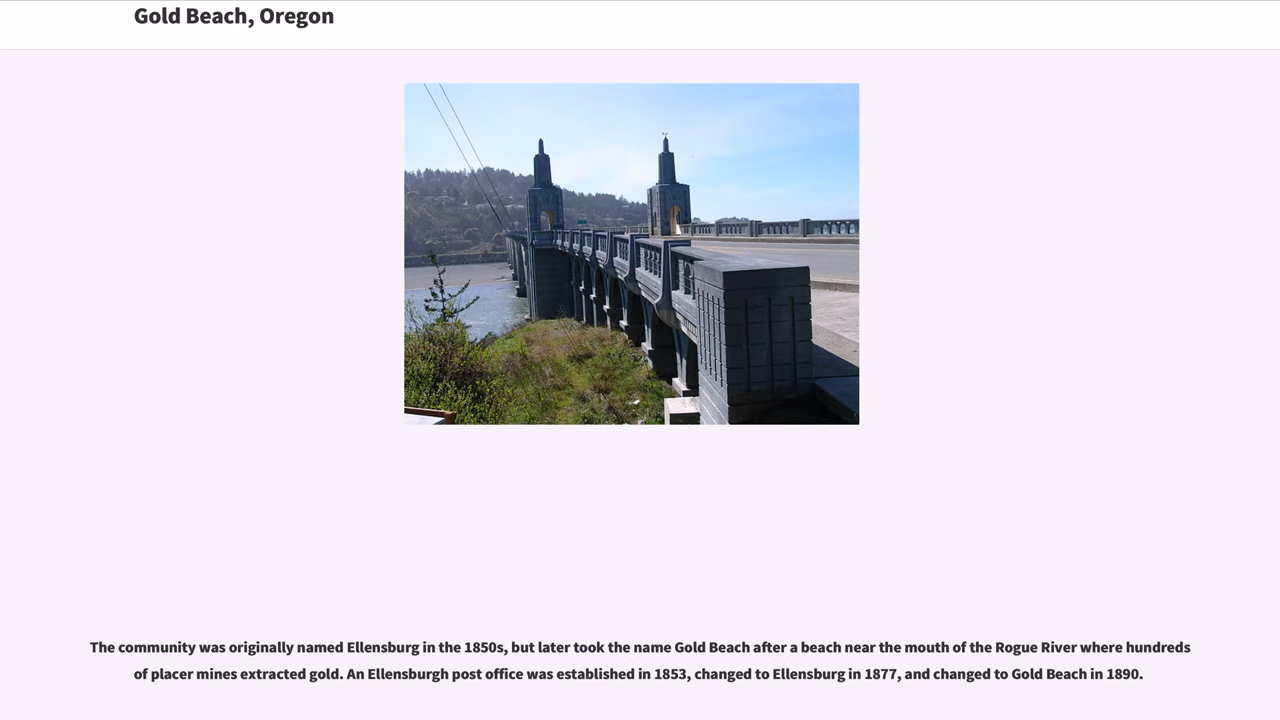 Gold Beach, Oregon
The community was originally named Ellensburg in the 1850s, but later took the name Gold Beach after a beach near the mouth of the Rogue River where hundreds
of placer mines extracted gold. An Ellensburgh post office was established in 1853, changed to Ellensburg in 1877, and changed to Gold Beach in 1890.